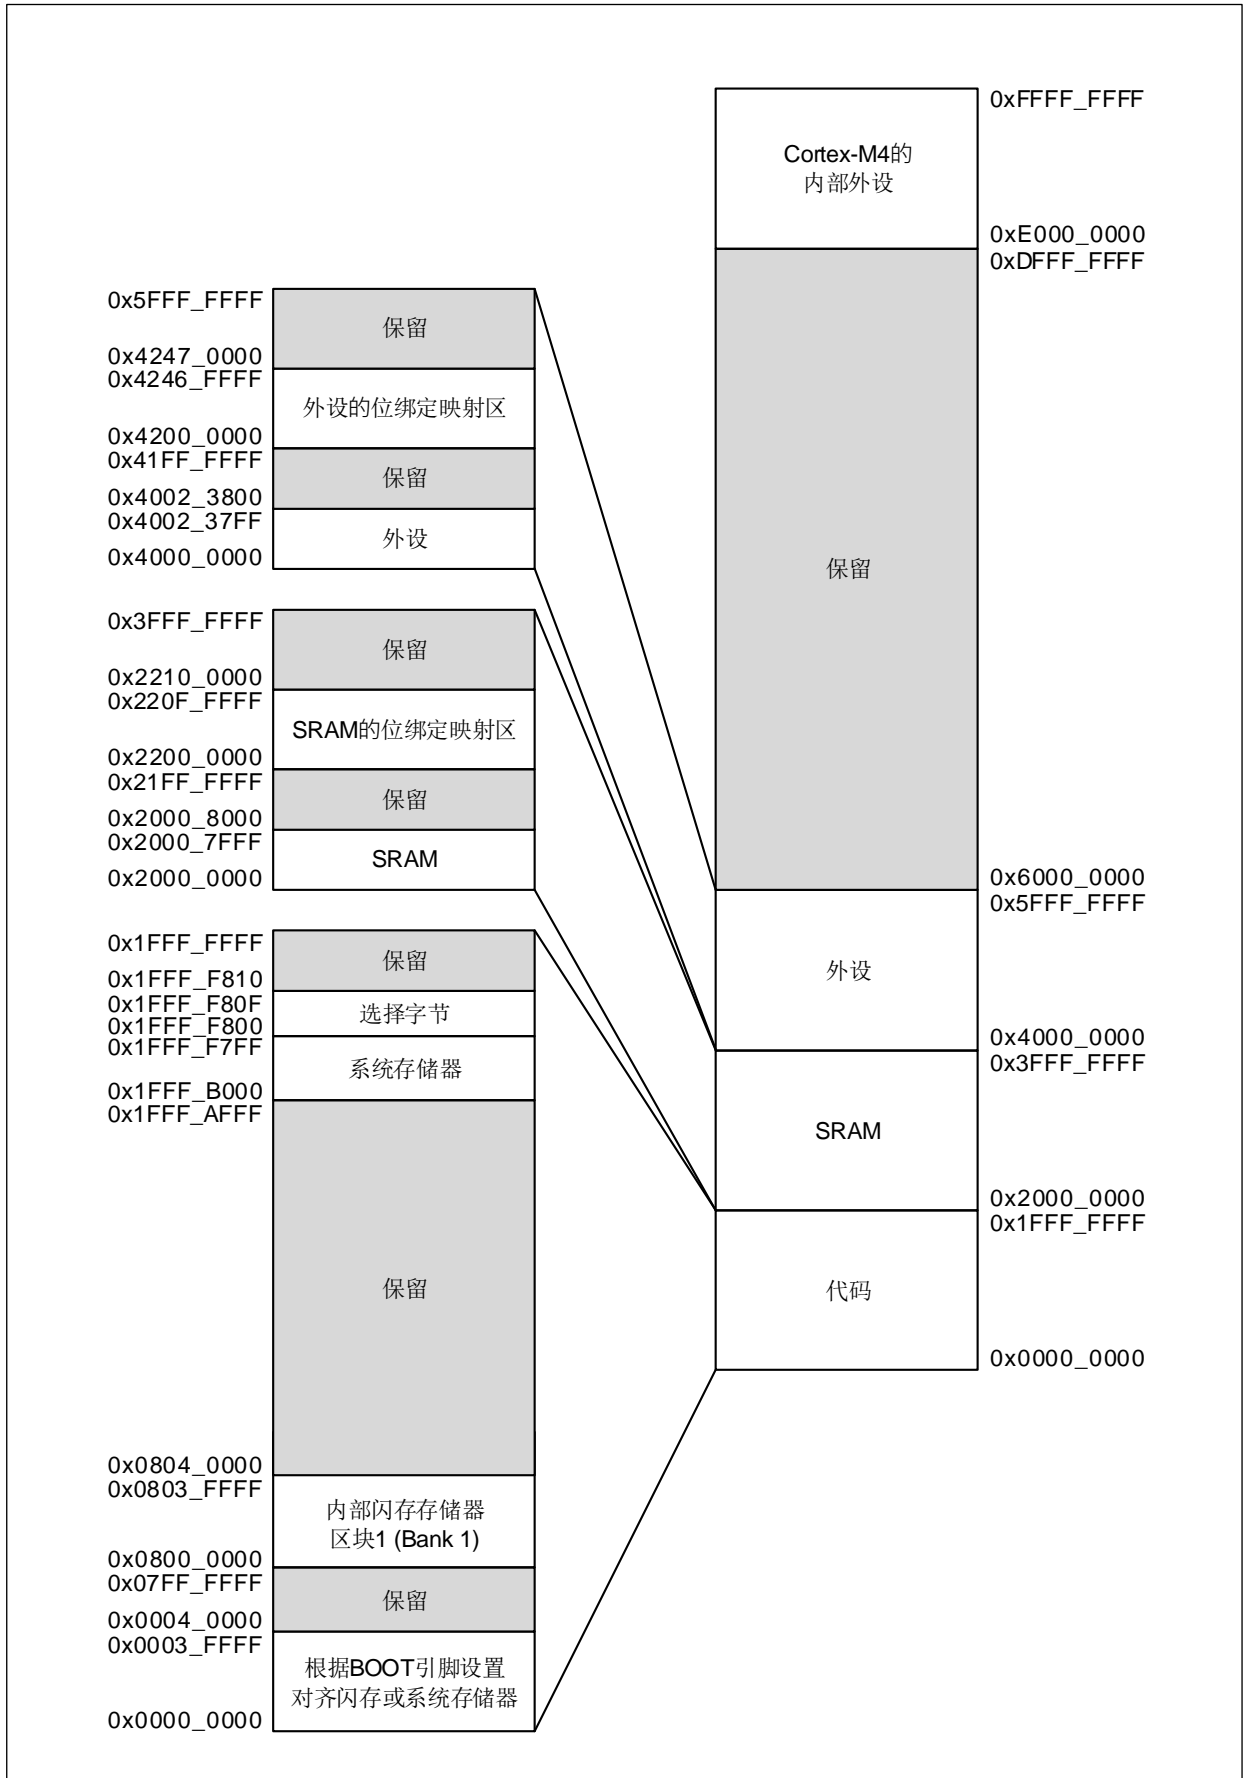 0xFFFF_FFFF
Cortex-M4的
内部外设
0xE000_0000
0xDFFF_FFFF
保留
0x6000_0000
0x5FFF_FFFF
外设
0x4000_0000
0x3FFF_FFFF
SRAM
0x2000_0000
0x1FFF_FFFF
代码
0x0000_0000
0x5FFF_FFFF
保留
0x4247_0000
0x4246_FFFF
外设的位绑定映射区
0x4200_0000
0x41FF_FFFF
保留
0x4002_3800
0x4002_37FF
外设
0x4000_0000
0x3FFF_FFFF
保留
0x2210_0000
0x220F_FFFF
SRAM的位绑定映射区
0x2200_0000
0x21FF_FFFF
保留
0x2000_8000
0x2000_7FFF
SRAM
0x2000_0000
0x1FFF_FFFF
保留
0x1FFF_F810
0x1FFF_F80F
选择字节
0x1FFF_F800
0x1FFF_F7FF
系统存储器
0x1FFF_B000
0x1FFF_AFFF
保留
0x0804_0000
0x0803_FFFF
内部闪存存储器
区块1 (Bank 1)
0x0800_0000
0x07FF_FFFF
保留
0x0004_0000
0x0003_FFFF
根据BOOT引脚设置
对齐闪存或系统存储器
0x0000_0000